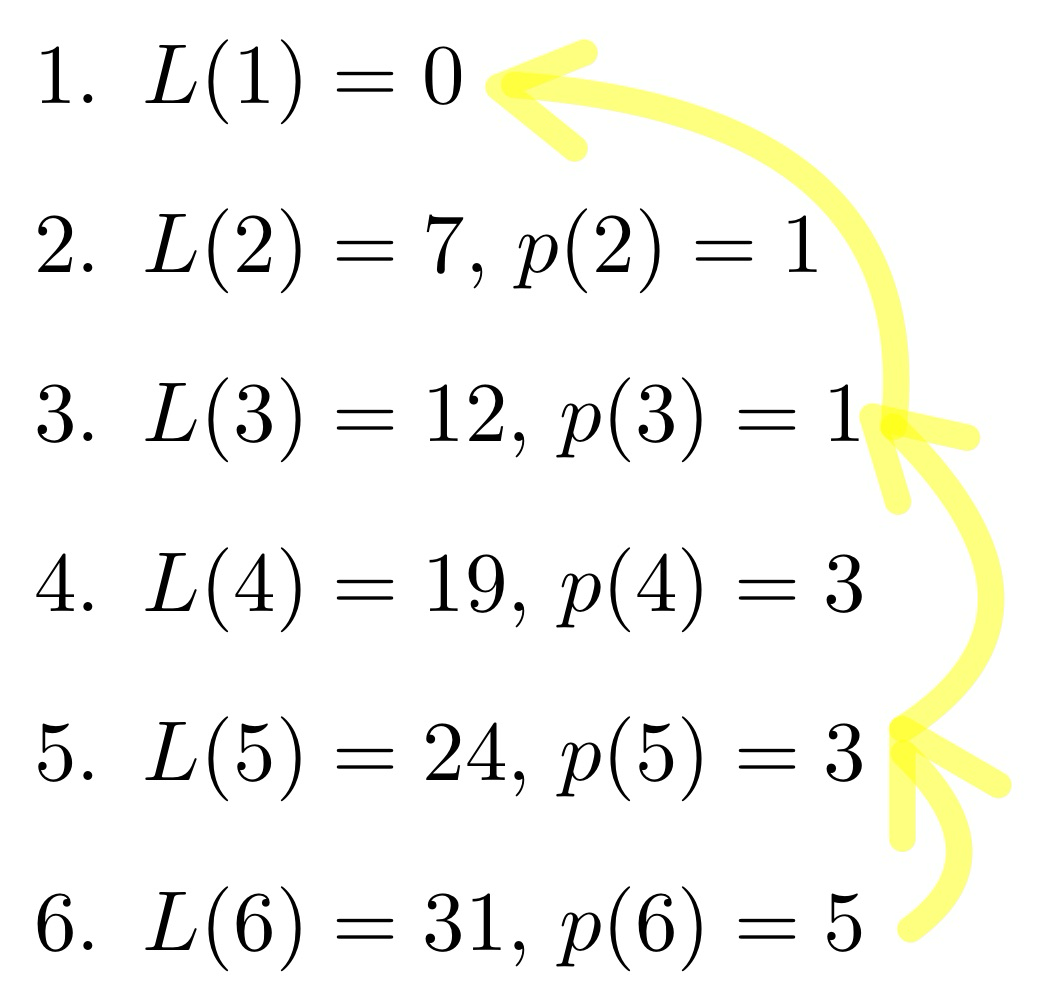 1. L(1) = 0
2. L(2) = 7, p(2) = 1
3. L(3) = 12, p(3) = 1
4. L(4) = 19, p(4) = 3
5. L(5) = 24, p(5) = 3
6. L(6) = 31, p(6) = 5